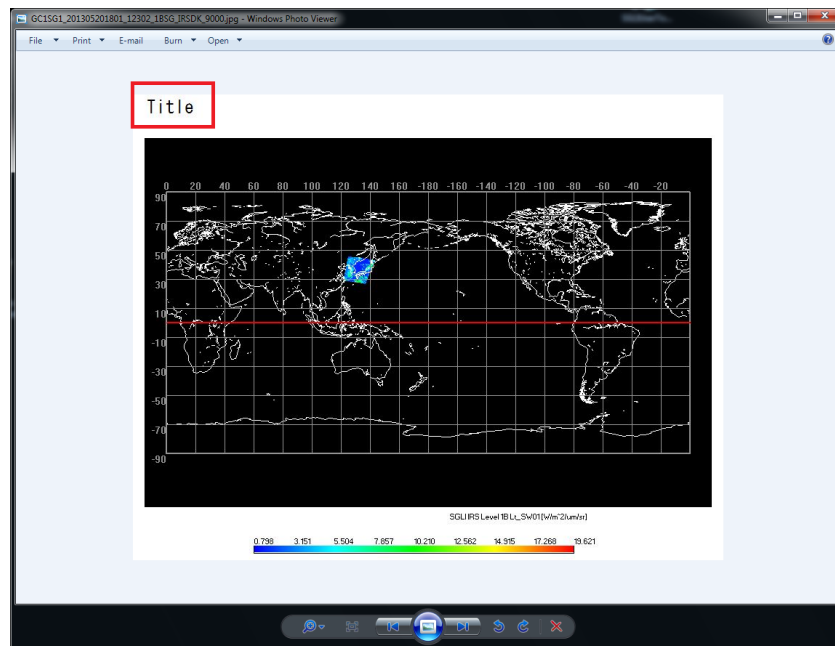 GC1SG1_201305201801_12302_1BSG_IRSDK_9000.jpg - Windows Photo Viewer
File Print E-mail Burn Open
Title
0 20 40 60 80 100 120 140 160 -180 -160 -140 -120 -100 -80 -60 -40 -20
90
70
50
30
10
-10
-30
-50
-70
-90
SGLI IRS Level 1B Lt_SW01 [W/m^2/um/sr]
0.798 3.151 5.504 7.857 10.210 12.562 14.915 17.268 19.621